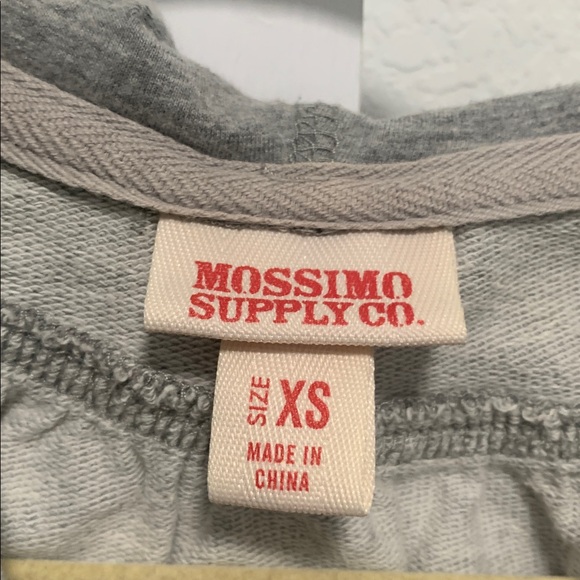 MOSSIMO
SUPPLY CO.
SIZE XS
MADE IN
CHINA